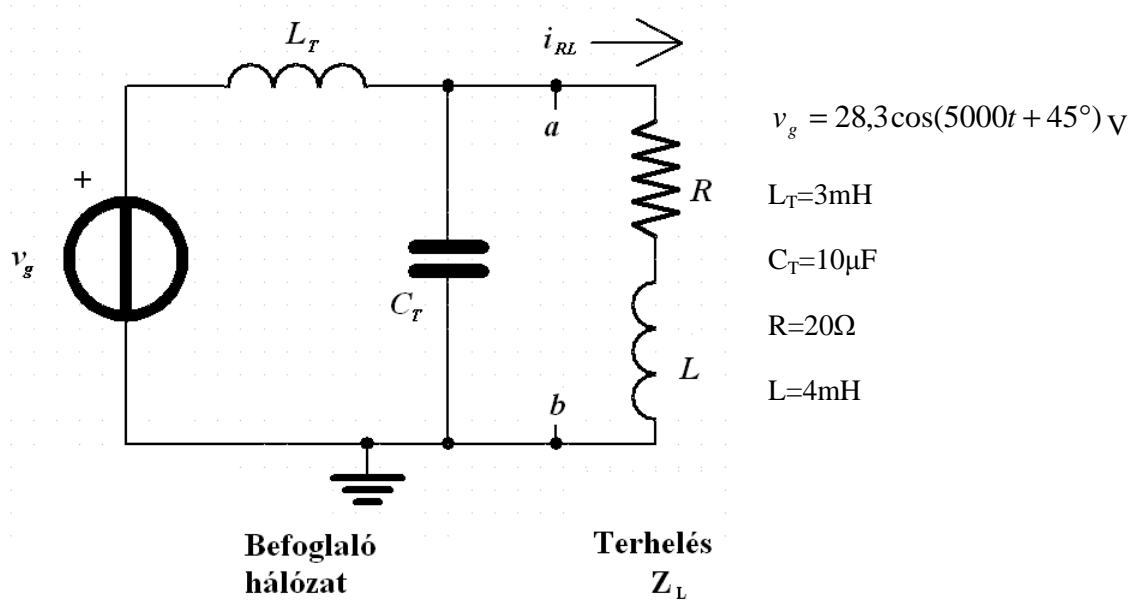 L_T
i_RL
a
v_g = 28,3cos(5000t + 45°) V
+
R
L_T=3mH
v_g
C_T
C_T=10μF
R=20Ω
L
L=4mH
b
Befoglaló
hálózat
Terhelés
Z_L